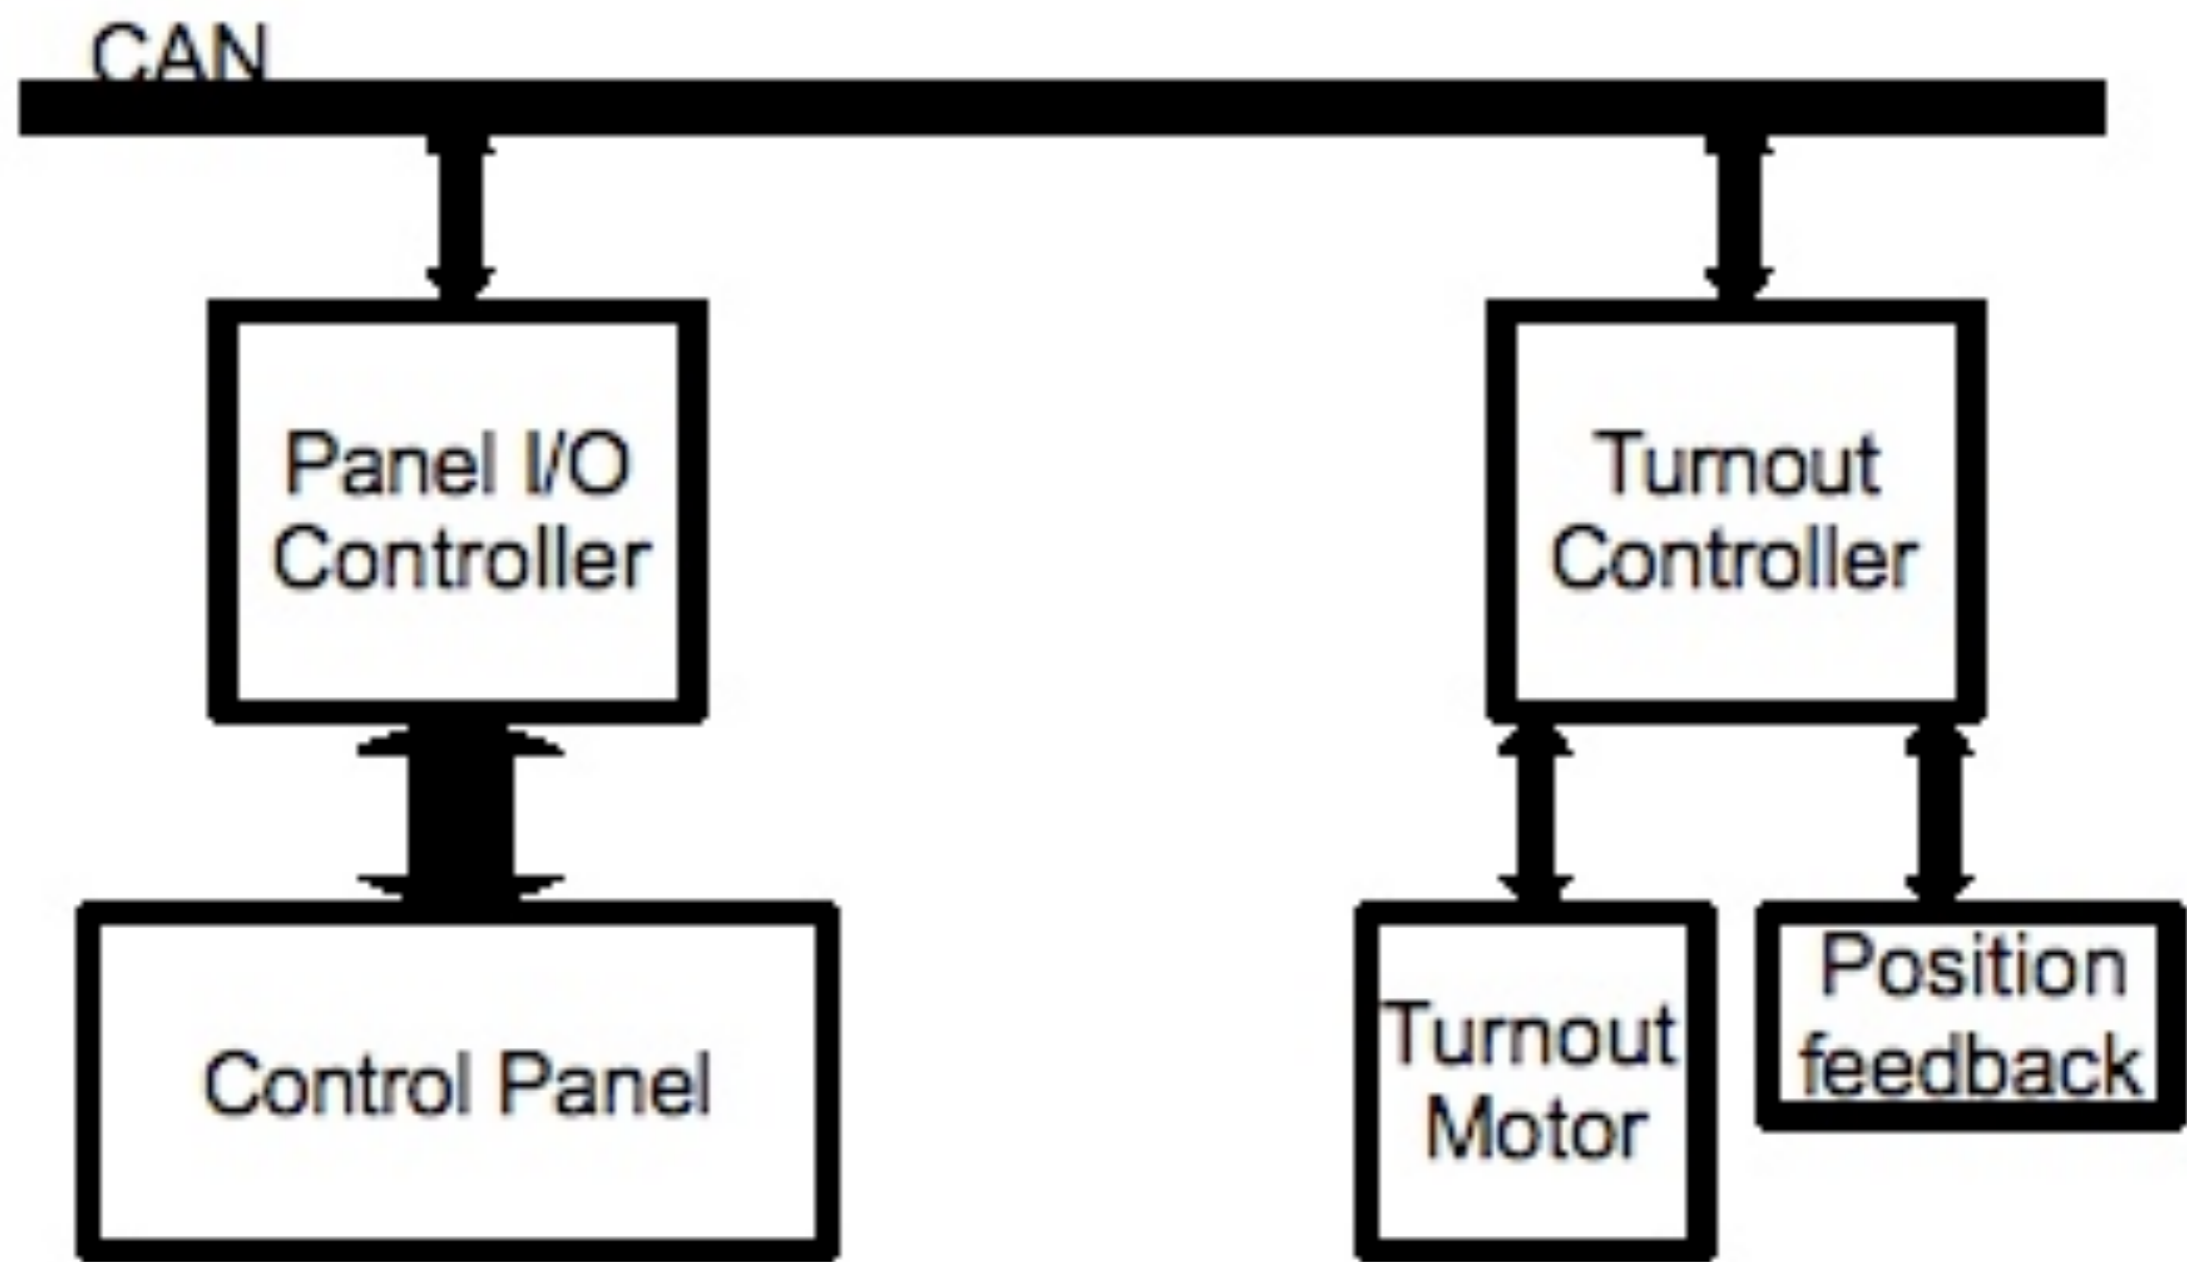 CAN
Panel I/O
Controller
Turnout
Controller
Control Panel
Turnout
Motor
Position
feedback